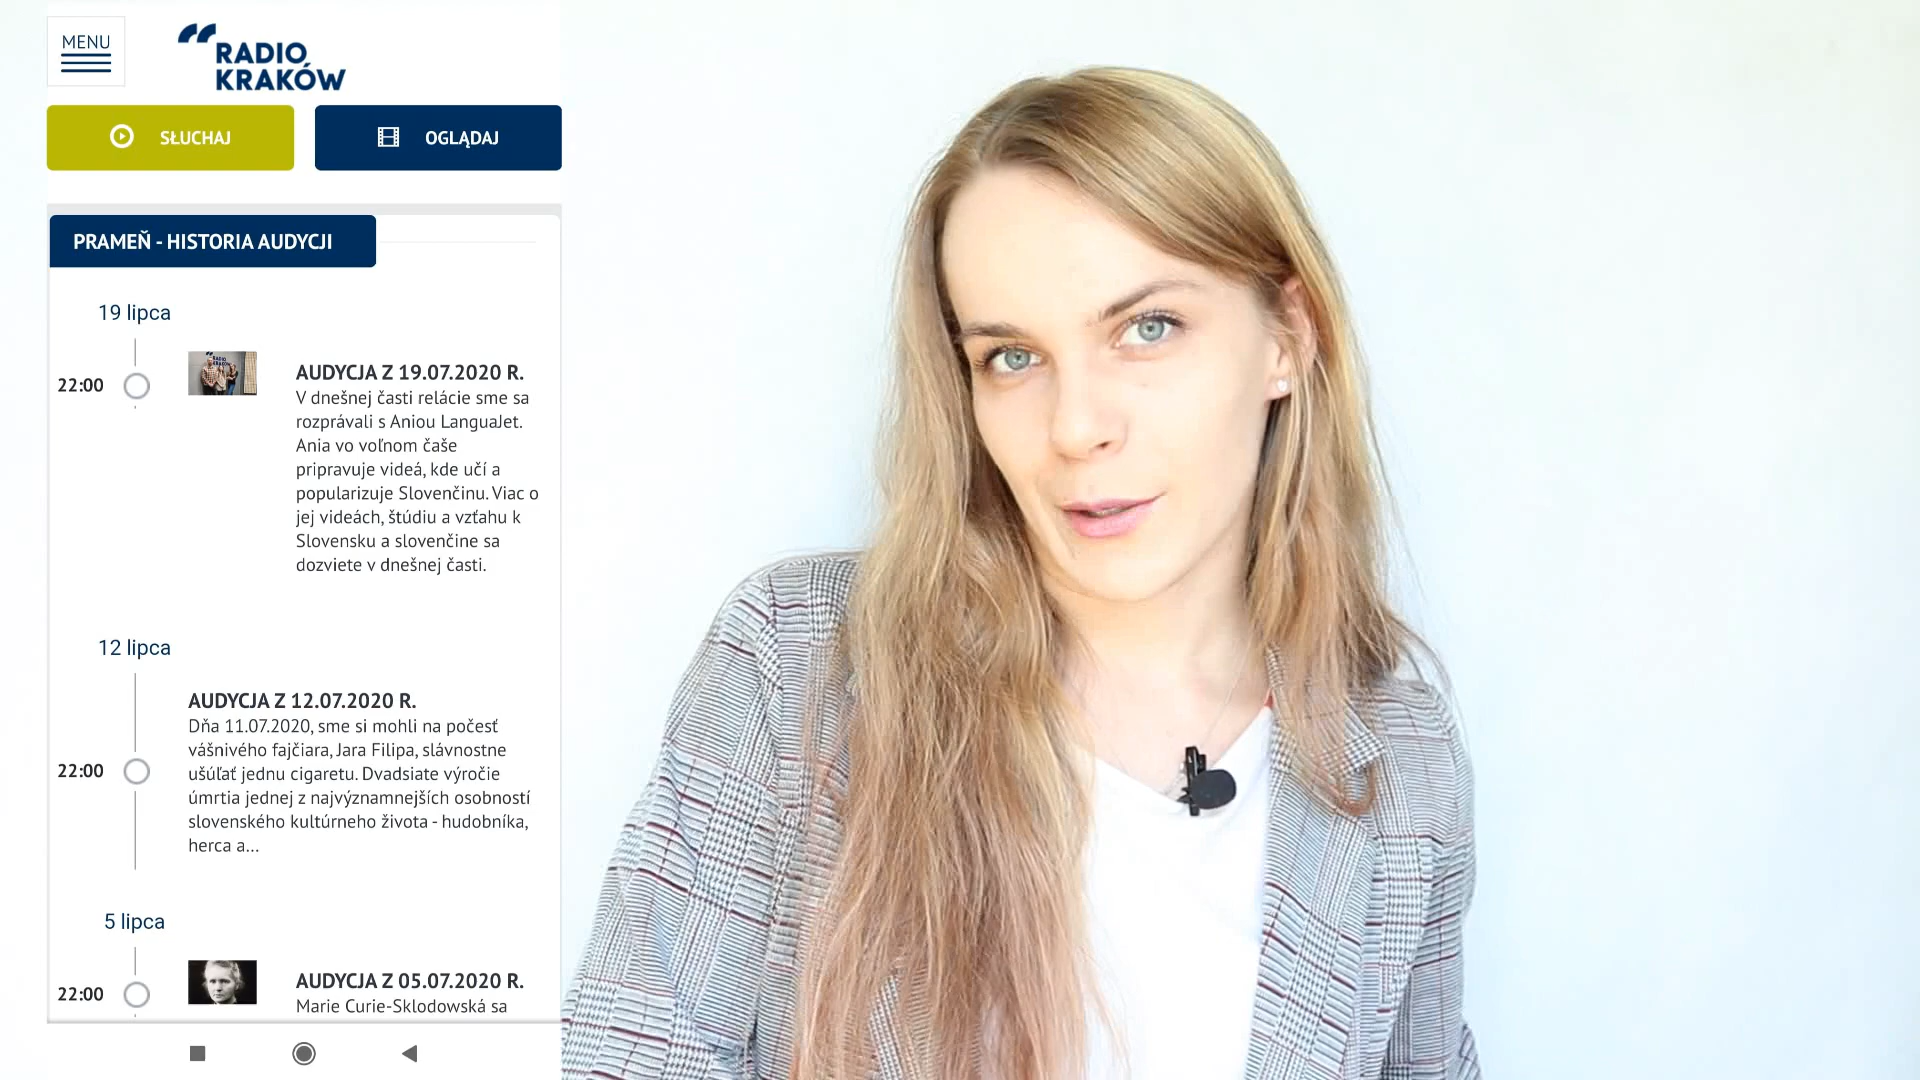 MENU
RADIO
KRAKÓW
SŁUCHAJ
OGLĄDAJ
PRAMEŇ - HISTORIA AUDYCJI
19 lipca
22:00
AUDYCJA Z 19.07.2020 R.
V dnešnej časti relácie sme sa
rozprávali s Aniou LanguaJet.
Ania vo voľnom čaše
pripravuje videá, kde učí a
popularizuje Slovenčinu. Viac o
jej videách, štúdiu a vzťahu k
Slovensku a slovenčine sa
dozviete v dnešnej časti.
12 lipca
22:00
AUDYCJA Z 12.07.2020 R.
Dňa 11.07.2020, sme si mohli na počesť
vášnivého fajčiara, Jara Filipa, slávnostne
ušúľať jednu cigaretu. Dvadsiate výročie
úmrtia jednej z najvýznamnejších osobností
slovenského kultúrneho života - hudobníka,
herca a...
5 lipca
22:00
AUDYCJA Z 05.07.2020 R.
Marie Curie-Sklodowská sa